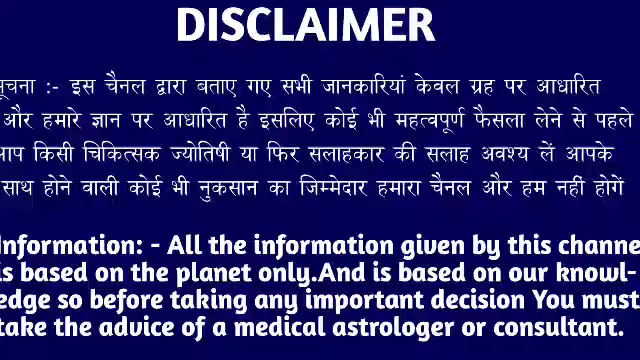 DISCLAIMER
सूचना :- इस चैनल द्वारा बताए गए सभी जानकारियां केवल ग्रह पर आधारित
और हमारे ज्ञान पर आधारित है इसलिए कोई भी महत्वपूर्ण फैसला लेने से पहले
आप किसी चिकित्सक ज्योतिषी या फिर सलाहकार की सलाह अवश्य लें आपके
साथ होने वाली कोई भी नुकसान का जिम्मेदार हमारा चैनल और हम नहीं होगें
Information: - All the information given by this channe
is based on the planet only.And is based on our knowl-
edge so before taking any important decision You must
take the advice of a medical astrologer or consultant.